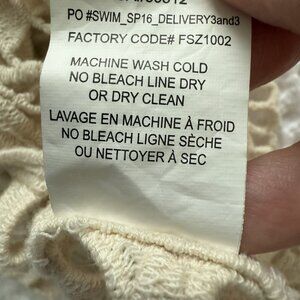 PO #SWIM_SP16_DELIVERY3and3
FACTORY CODE# FSZ1002
MACHINE WASH COLD
NO BLEACH LINE DRY
OR DRY CLEAN
LAVAGE EN MACHINE À FROID
NO BLEACH LIGNE SÈCHE
OU NETTOYER À SEC